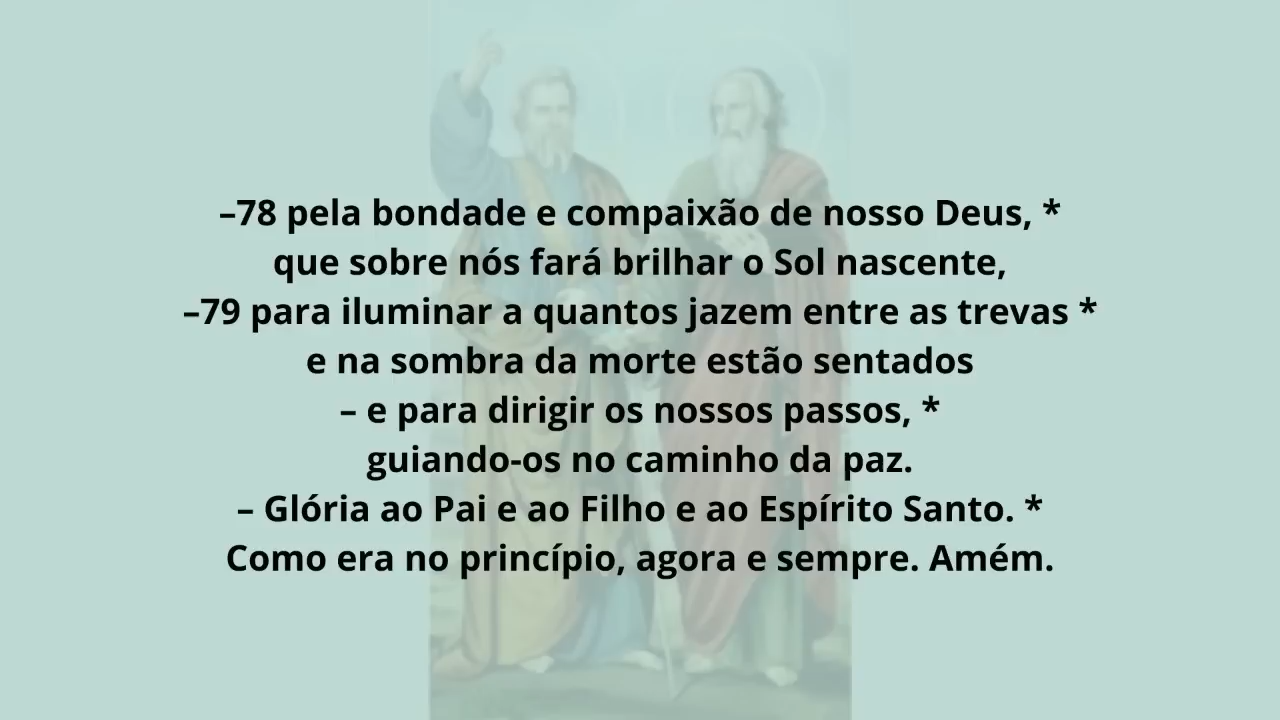 –78 pela bondade e compaixão de nosso Deus, *
que sobre nós fará brilhar o Sol nascente,
–79 para iluminar a quantos jazem entre as trevas *
e na sombra da morte estão sentados
– e para dirigir os nossos passos, *
guiando-os no caminho da paz.
– Glória ao Pai e ao Filho e ao Espírito Santo. *
Como era no princípio, agora e sempre. Amém.